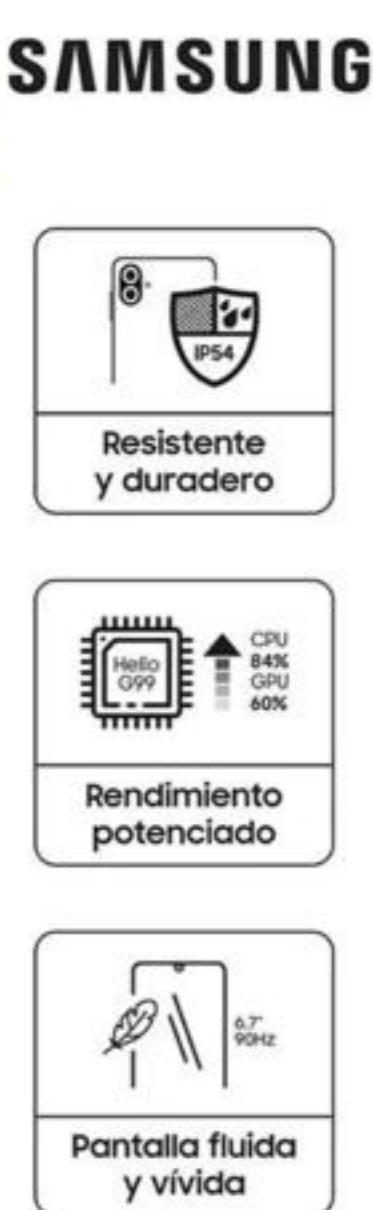 SAMSUNG
IP54
Resistente
y duradero
Hello
G99
CPU
84%
GPU
60%
Rendimiento
potenciado
6.7"
90Hz
Pantalla fluida
y vívida